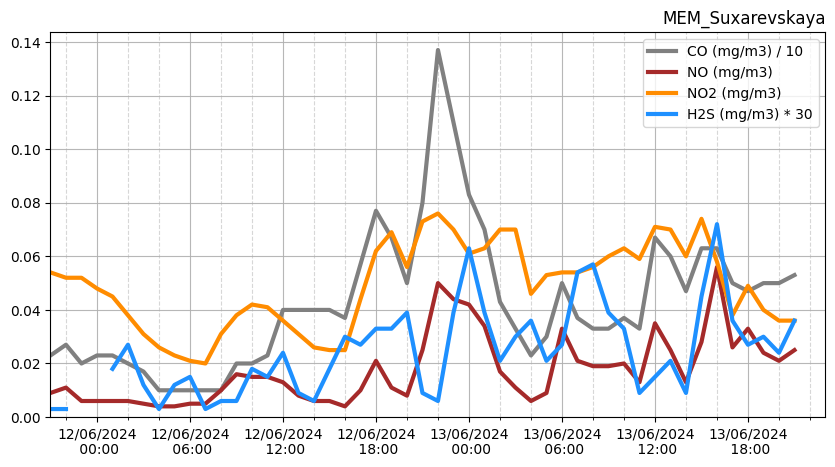 MEM_Suxarevskaya
CO (mg/m3) / 10
NO (mg/m3)
NO2 (mg/m3)
H2S (mg/m3) * 30
0.14
0.12
0.10
0.08
0.06
0.04
0.02
0.00
12/06/2024 12/06/2024 12/06/2024 12/06/2024 13/06/2024 13/06/2024 13/06/2024 13/06/2024
00:00 06:00 12:00 18:00 00:00 06:00 12:00 18:00